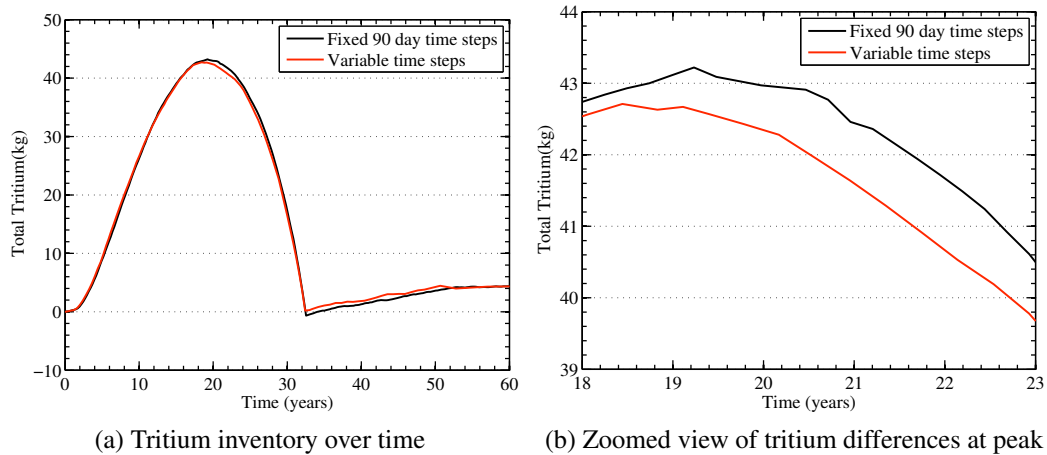 50
40
30
20
10
0
−10
Total Tritium(kg)
Fixed 90 day time steps
Variable time steps
0 10 20 30 40 50 60
Time (years)
(a) Tritium inventory over time
44
43
42
41
40
39
Total Tritium(kg)
Fixed 90 day time steps
Variable time steps
18 19 20 21 22 23
Time (years)
(b) Zoomed view of tritium differences at peak